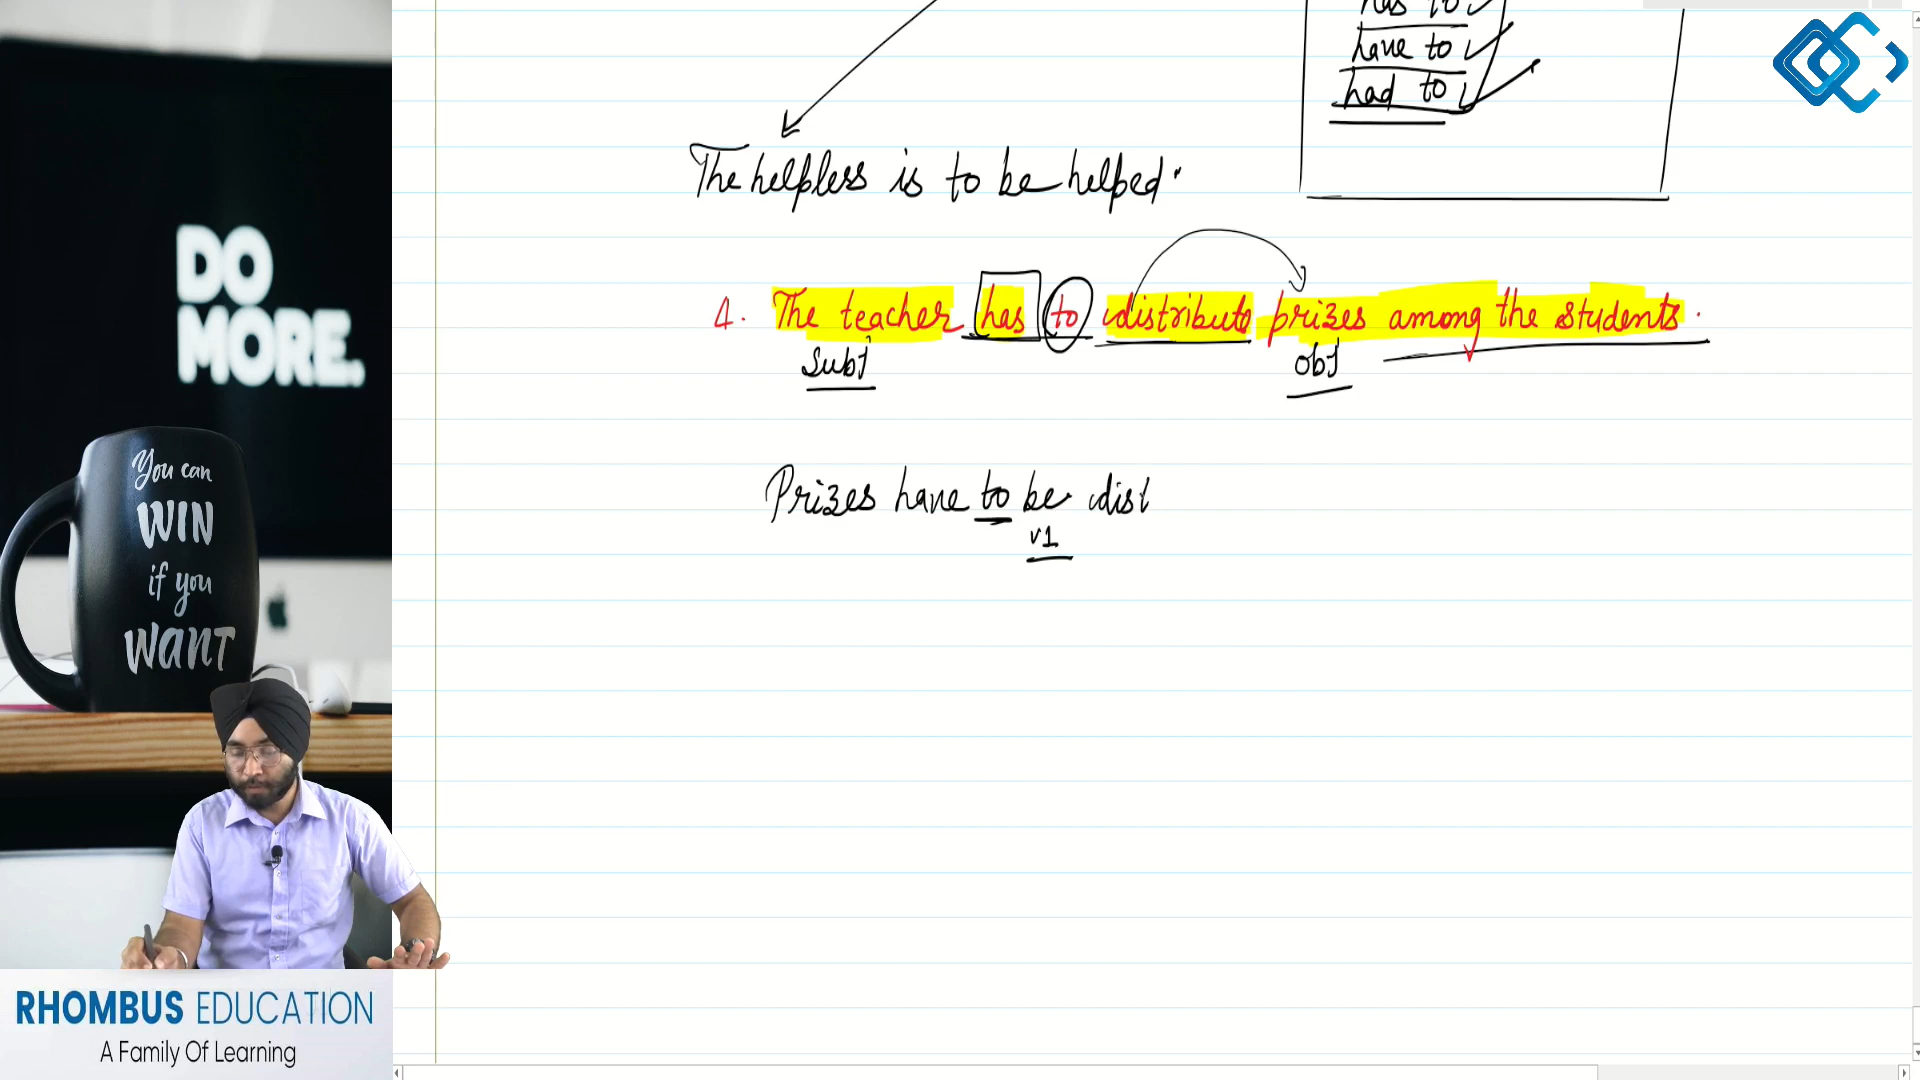 has to
have to
had to
The helpless is to be helped.
4. The teacher has to distribute prizes among the students.
Subj
Obj
Prizes have to be dist
v1
DO
MORE.
You can
WIN
if you
WANT
RHOMBUS EDUCATION
A Family Of Learning